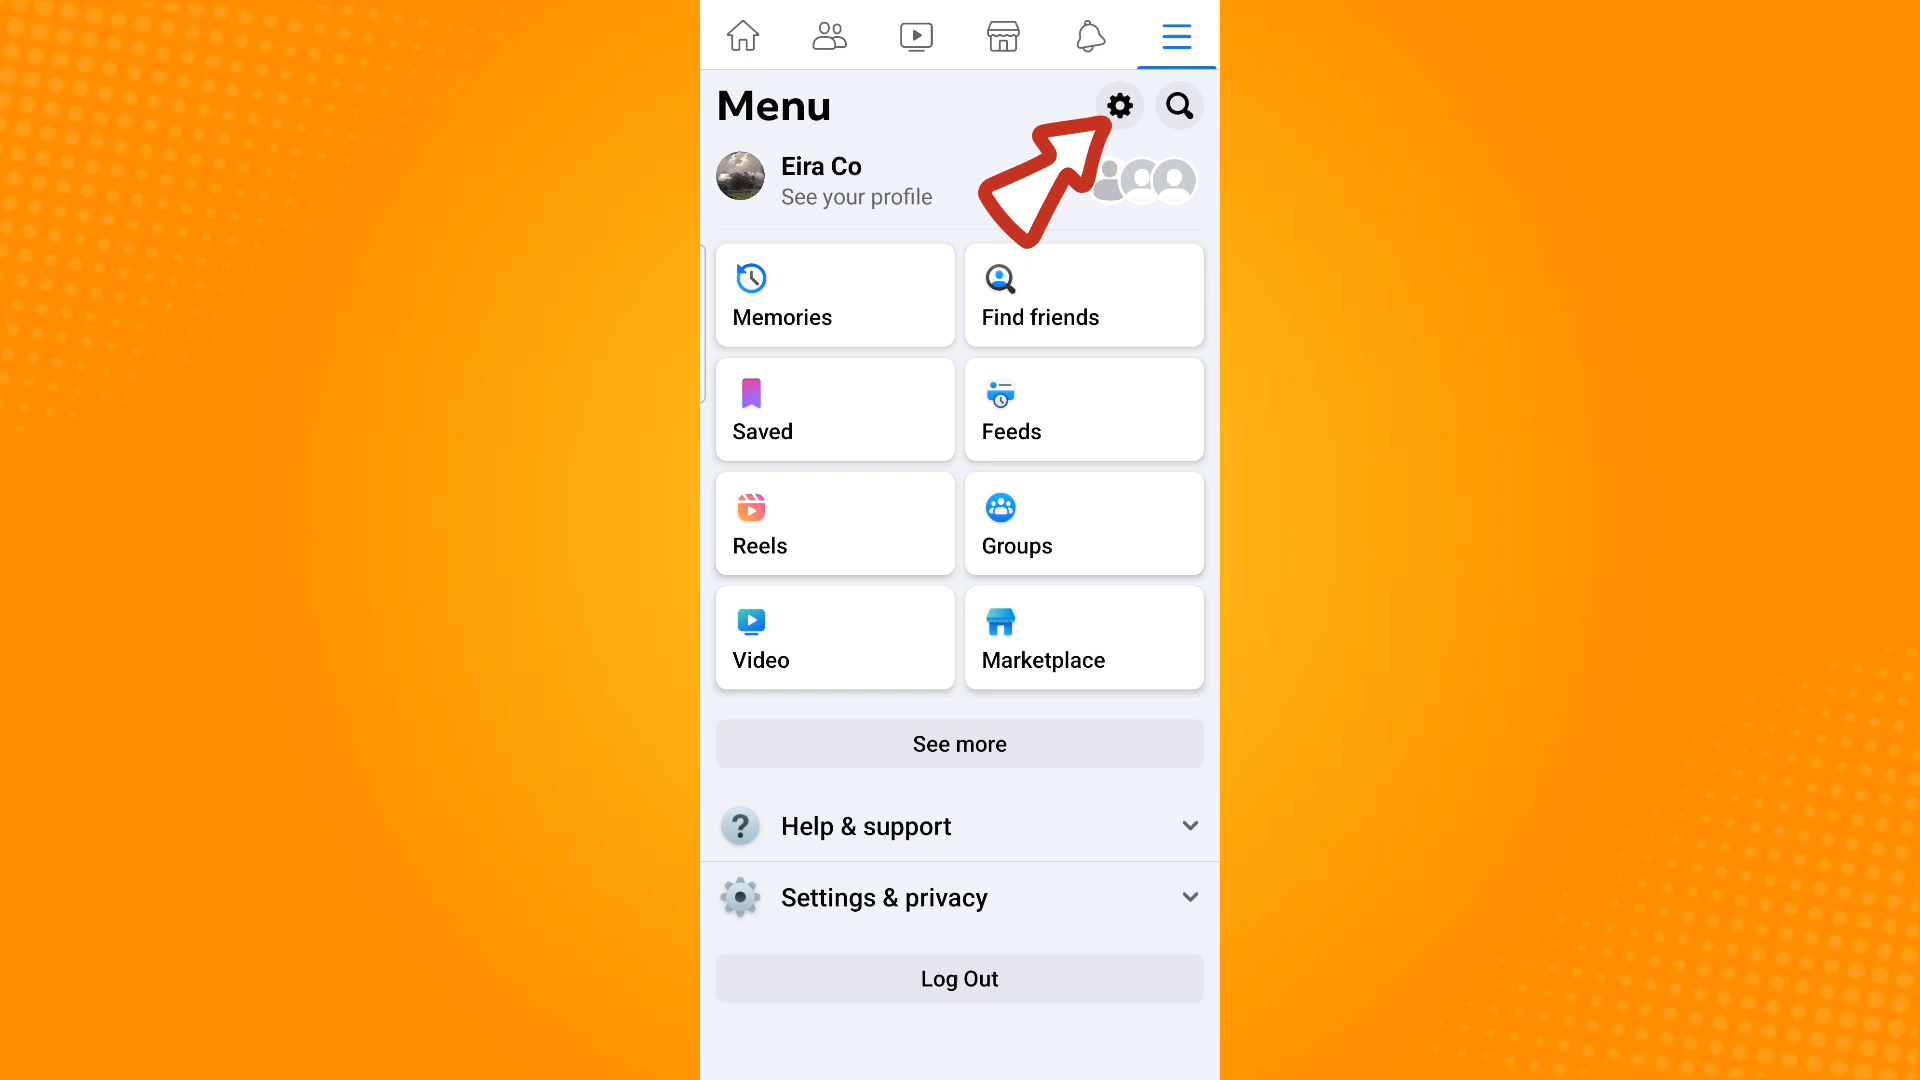 Menu
Eira Co
See your profile
Memories
Find friends
Saved
Feeds
Reels
Groups
Video
Marketplace
See more
? Help & support
Settings & privacy
Log Out